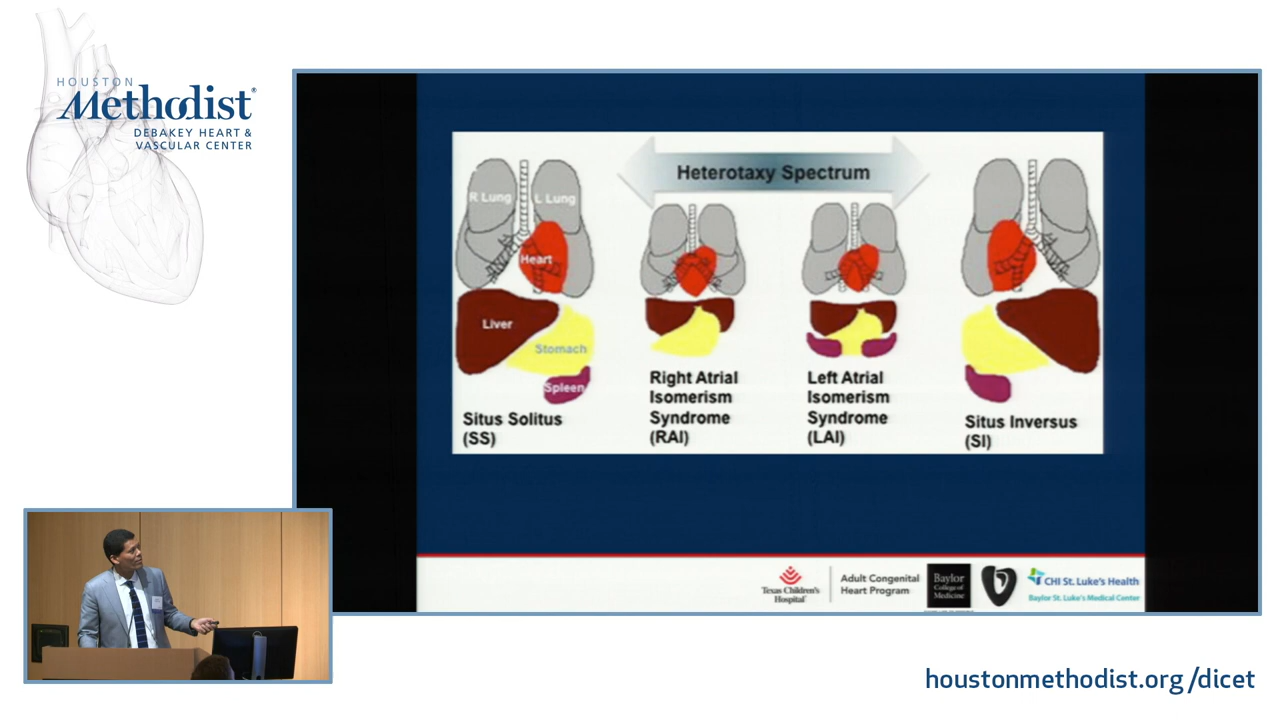 HOUSTON
Methodist®
DEBAKEY HEART &
VASCULAR CENTER
Heterotaxy Spectrum
R Lung
L Lung
Heart
Liver
Stomach
Spleen
Situs Solitus
(SS)
Right Atrial
Isomerism
Syndrome
(RAI)
Left Atrial
Isomerism
Syndrome
(LAI)
Situs Inversus
(SI)
Texas Children's
Hospital
Adult Congenital
Heart Program
Baylor
College of
Medicine
CHI St. Luke's Health
Baylor St. Luke's Medical Center
houstonmethodist.org/dicet